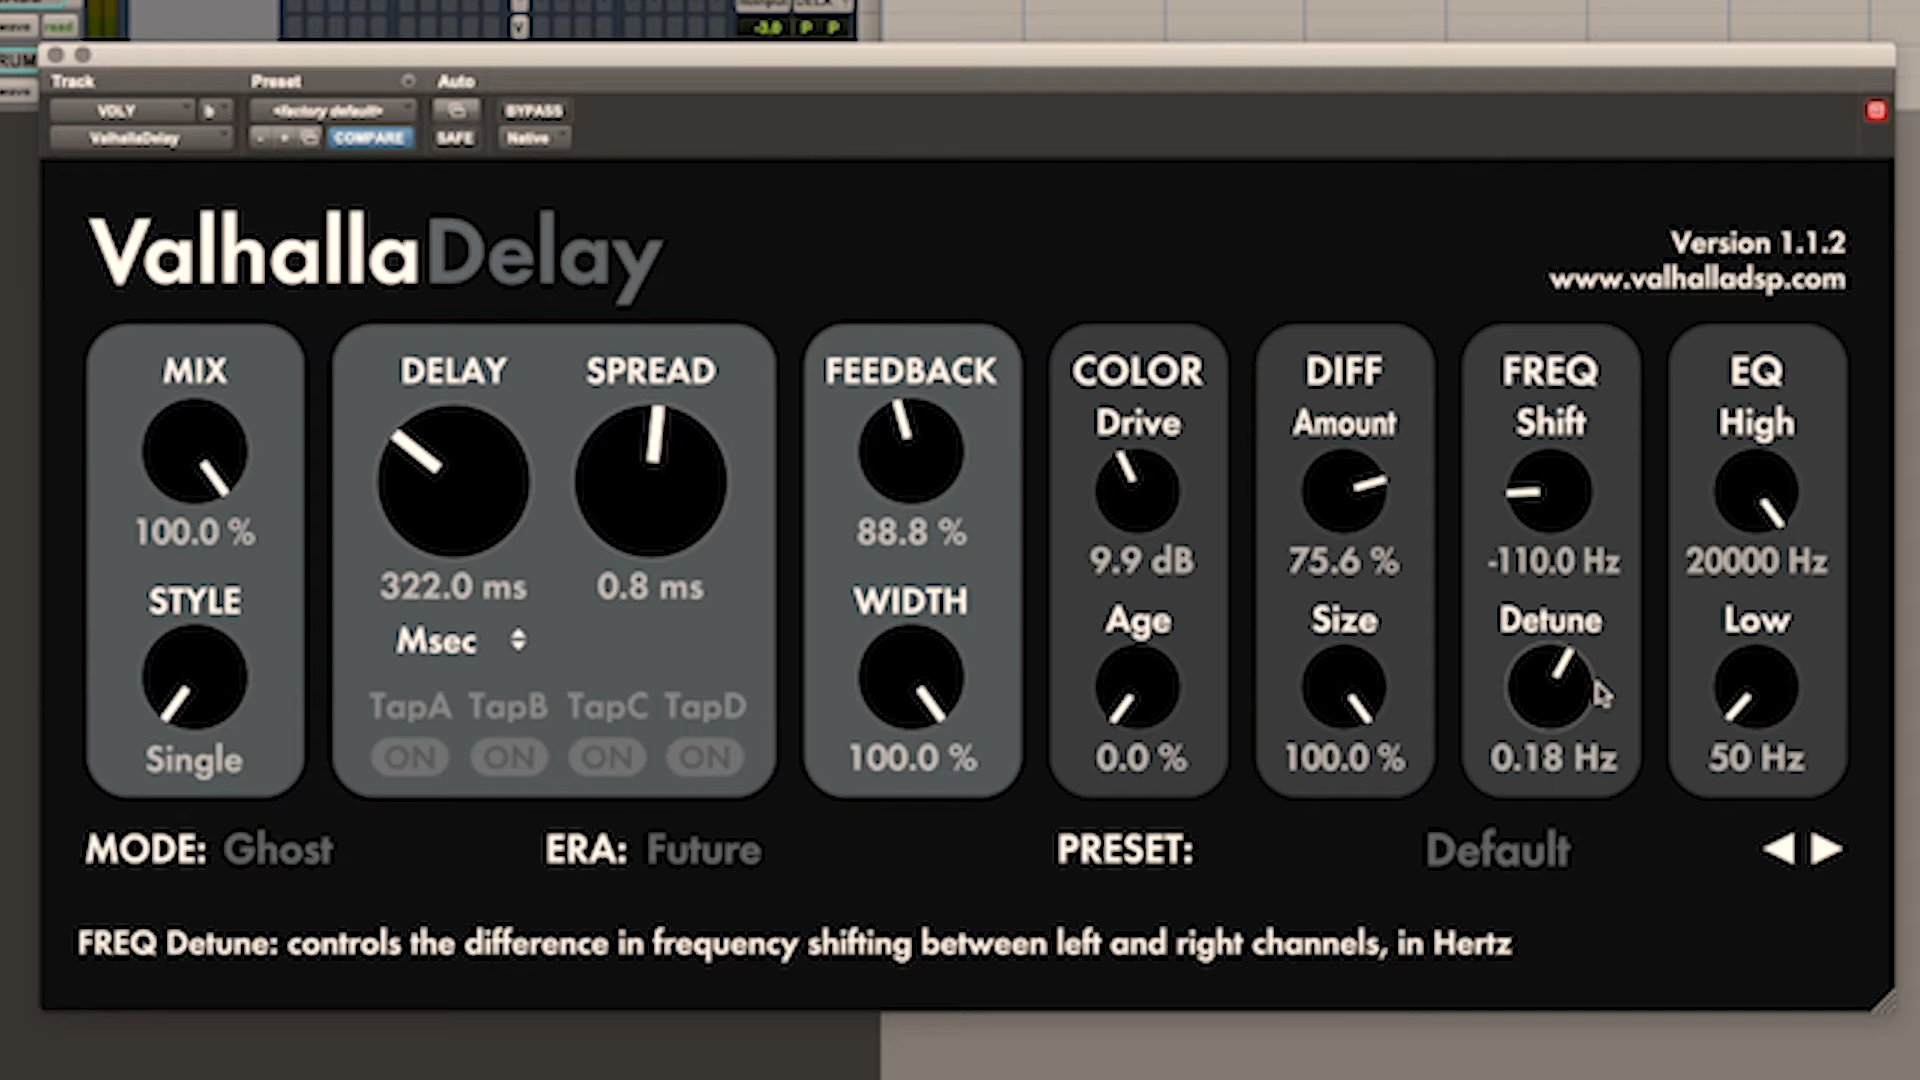 -3.0 P P
read
Track Preset Auto
VDLY b <factory default> BYPASS
ValhallaDelay - + COMPARE SAFE Native
ValhallaDelay
Version 1.1.2
www.valhalladsp.com
MIX DELAY SPREAD FEEDBACK COLOR DIFF FREQ EQ
Drive Amount Shift High
100.0 % 322.0 ms 0.8 ms 88.8 % 9.9 dB 75.6 % -110.0 Hz 20000 Hz
STYLE Msec WIDTH Age Size Detune Low
TapA TapB TapC TapD
ON ON ON ON
Single 100.0 % 0.0 % 100.0 % 0.18 Hz 50 Hz
MODE: Ghost ERA: Future PRESET: Default
FREQ Detune: controls the difference in frequency shifting between left and right channels, in Hertz